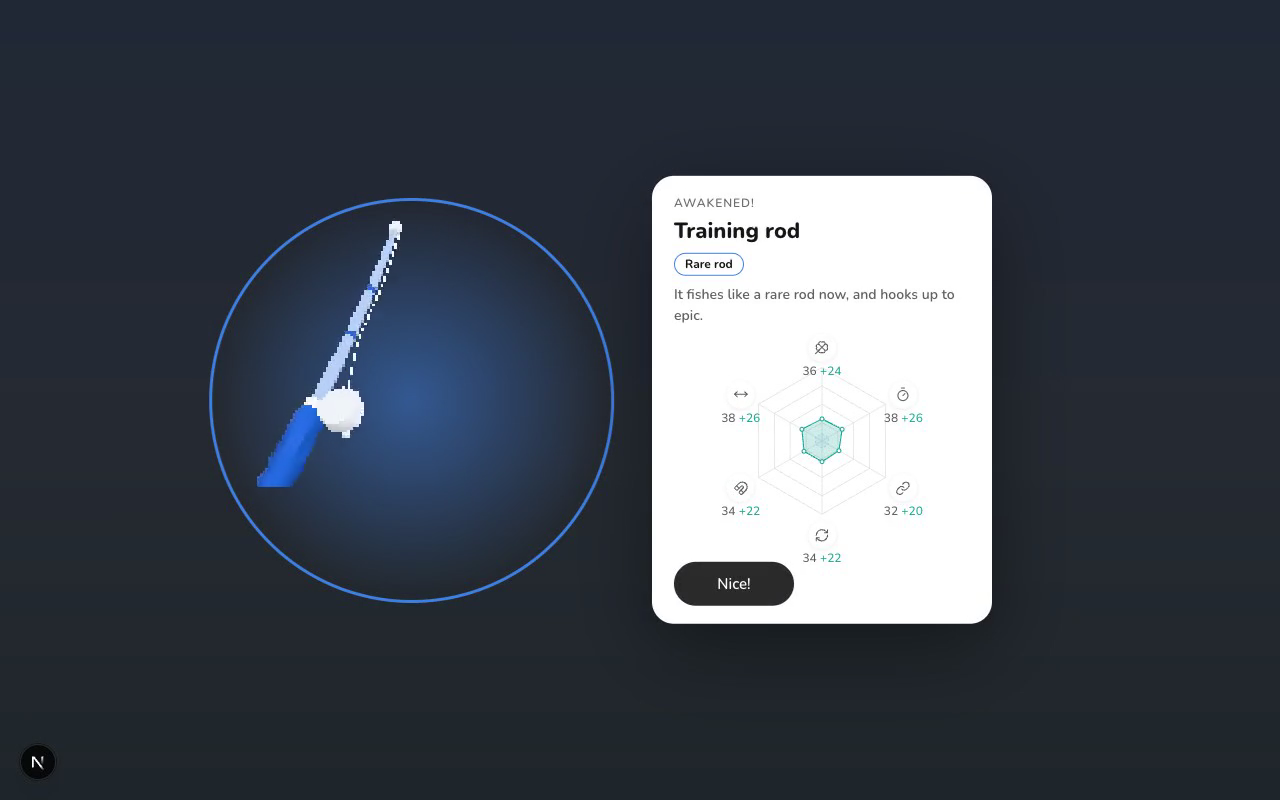 AWAKENED!
Training rod
Rare rod
It fishes like a rare rod now, and hooks up to
epic.
36 +24
38 +26
38 +26
34 +22
32 +20
34 +22
Nice!
N